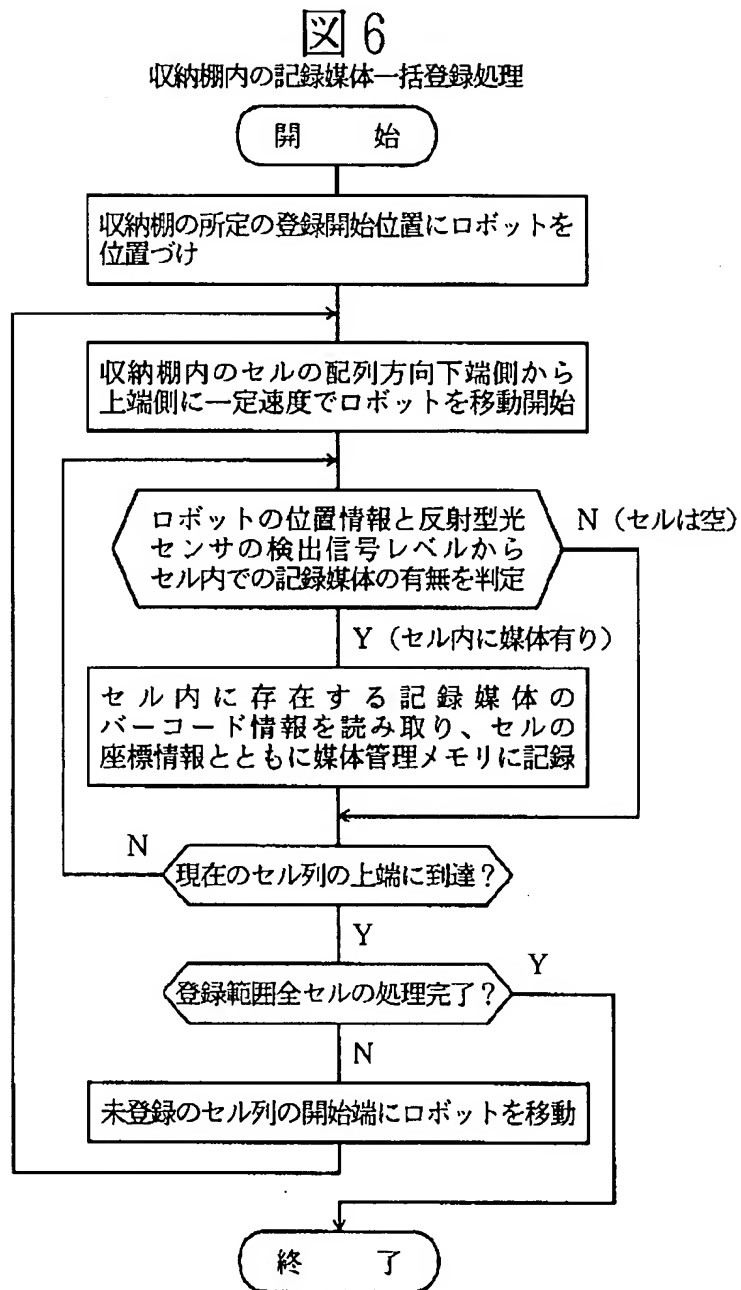 図6
収納棚内の記録媒体一括登録処理
開 始
収納棚の所定の登録開始位置にロボットを
位置づけ
収納棚内のセルの配列方向下端側から
上端側に一定速度でロボットを移動開始
ロボットの位置情報と反射型光
センサの検出信号レベルから
セル内での記録媒体の有無を判定
N（セルは空）
Y（セル内に媒体有り）
セル内に存在する記録媒体の
バーコード情報を読み取り、セルの
座標情報とともに媒体管理メモリに記録
N
現在のセル列の上端に到達？
Y
登録範囲全セルの処理完了？
Y
N
未登録のセル列の開始端にロボットを移動
終 了